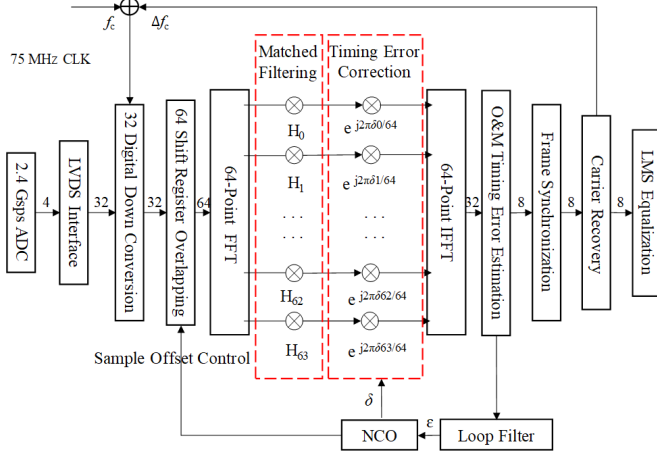 f_c
Δf_c
75 MHz CLK
Matched
Filtering
Timing Error
Correction
2.4 Gsps ADC
4
LVDS Interface
32
32 Digital Down Conversion
32
64 Shift Register
Overlapping
64
64-Point FFT
H_0
e^{j2πδ0/64}
H_1
e^{j2πδ1/64}
. . .
. . .
. . .
. . .
H_62
e^{j2πδ62/64}
H_63
e^{j2πδ63/64}
64-Point IFFT
32
O&M Timing Error Estimation
8
Frame Synchronization
8
Carrier Recovery
8
LMS Equalization
Sample Offset Control
δ
NCO
ε
Loop Filter